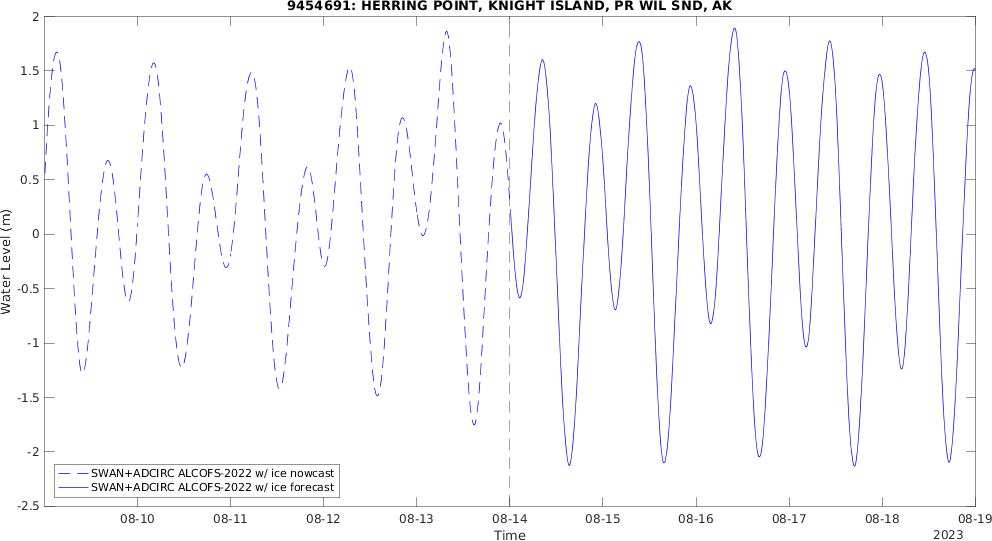 9454691: HERRING POINT, KNIGHT ISLAND, PR WIL SND, AK
2
1.5
1
0.5
0
-0.5
-1
-1.5
-2
-2.5
Water Level (m)
SWAN+ADCIRC ALCOFS-2022 w/ ice nowcast
SWAN+ADCIRC ALCOFS-2022 w/ ice forecast
08-10 08-11 08-12 08-13 08-14 08-15 08-16 08-17 08-18 08-19
Time
2023